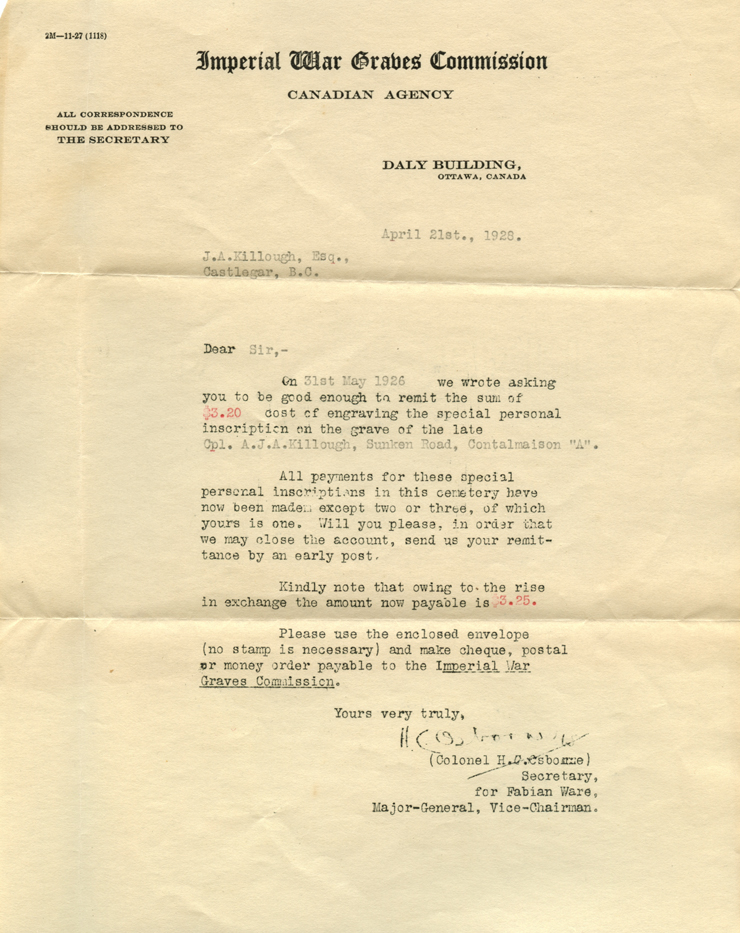 2M—11-27 (1118)
Imperial War Graves Commission
CANADIAN AGENCY
ALL CORRESPONDENCE
SHOULD BE ADDRESSED TO
THE SECRETARY
DALY BUILDING,
OTTAWA, CANADA
April 21st., 1928.
J.A.Killough, Esq.,
Castlegar, B.C.
Dear Sir,-
On 31st May 1926 we wrote asking
you to be good enough to remit the sum of
$3.20 cost of engraving the special personal
inscription on the grave of the late
Cpl. A.J.A.Killough, Sunken Road, Contalmaison "A".
All payments for these special
personal inscriptions in this cemetery have
now been made, except two or three, of which
yours is one. Will you please, in order that
we may close the account, send us your remit-
tance by an early post.
Kindly note that owing to the rise
in exchange the amount now payable is $3.25.
Please use the enclosed envelope
(no stamp is necessary) and make cheque, postal
or money order payable to the Imperial War
Graves Commission.
Yours very truly,
H C Osborne
(Colonel H.C.Osborne)
Secretary,
for Fabian Ware,
Major-General, Vice-Chairman.